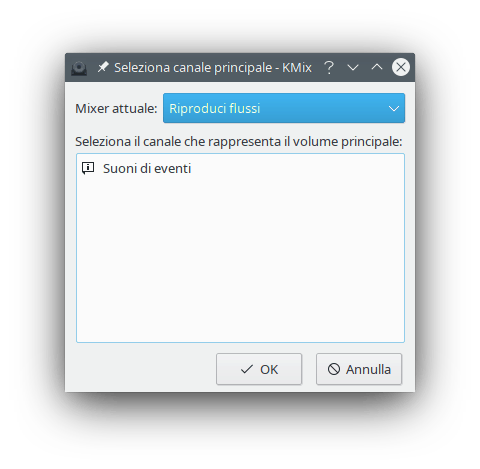 Seleziona canale principale - KMix
Mixer attuale: Riproduci flussi
Seleziona il canale che rappresenta il volume principale:
Suoni di eventi
OK Annulla